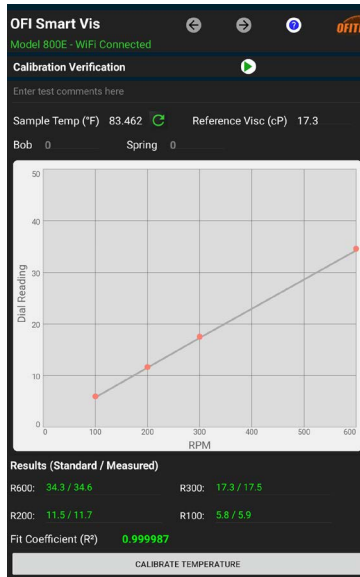 OFI Smart Vis ? OFITE
Model 800E - WiFi Connected
Calibration Verification
Enter test comments here
Sample Temp (°F) 83.462 Reference Visc (cP) 17.3
Bob 0 Spring 0
50
40
30
20
10
0
Dial Reading
0 100 200 300 400 500 600
RPM
Results (Standard / Measured)
R600: 34.3 / 34.6 R300: 17.3 / 17.5
R200: 11.5 / 11.7 R100: 5.8 / 5.9
Fit Coefficient (R²) 0.999987
CALIBRATE TEMPERATURE